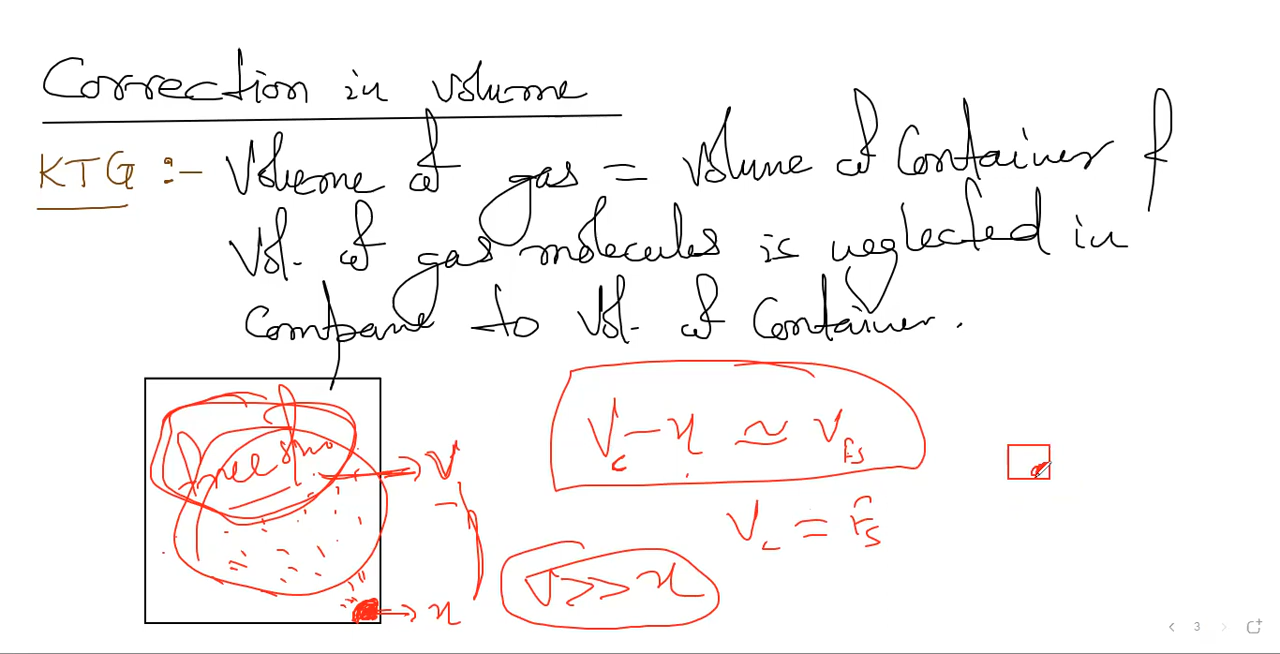 Correction in volume
KTG :- Volume of gas = Volume of Container &
Vol. of gas molecules is neglected in
Compare to Vol. of Container.
free space
V
x
Vc - x ≃ VFS
Vc = FS
V >> x
3